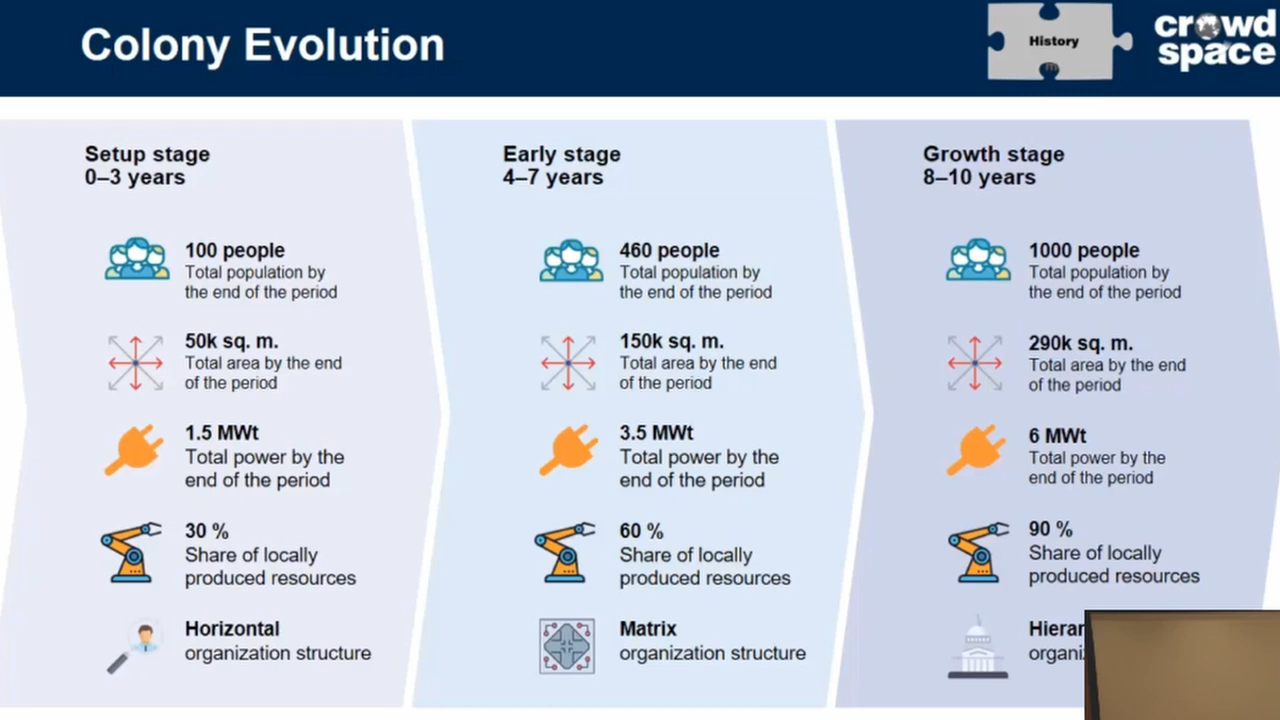 Colony Evolution
History
crowd
space
Setup stage
0–3 years
100 people
Total population by
the end of the period
50k sq. m.
Total area by the end
of the period
1.5 MWt
Total power by the
end of the period
30 %
Share of locally
produced resources
Horizontal
organization structure
Early stage
4–7 years
460 people
Total population by
the end of the period
150k sq. m.
Total area by the end
of the period
3.5 MWt
Total power by the
end of the period
60 %
Share of locally
produced resources
Matrix
organization structure
Growth stage
8–10 years
1000 people
Total population by
the end of the period
290k sq. m.
Total area by the end
of the period
6 MWt
Total power by the
end of the period
90 %
Share of locally
produced resources